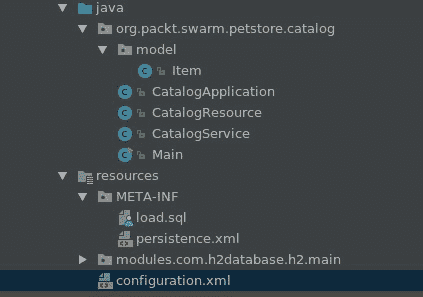 java
org.packt.swarm.petstore.catalog
model
Item
CatalogApplication
CatalogResource
CatalogService
Main
resources
META-INF
load.sql
persistence.xml
modules.com.h2database.h2.main
configuration.xml